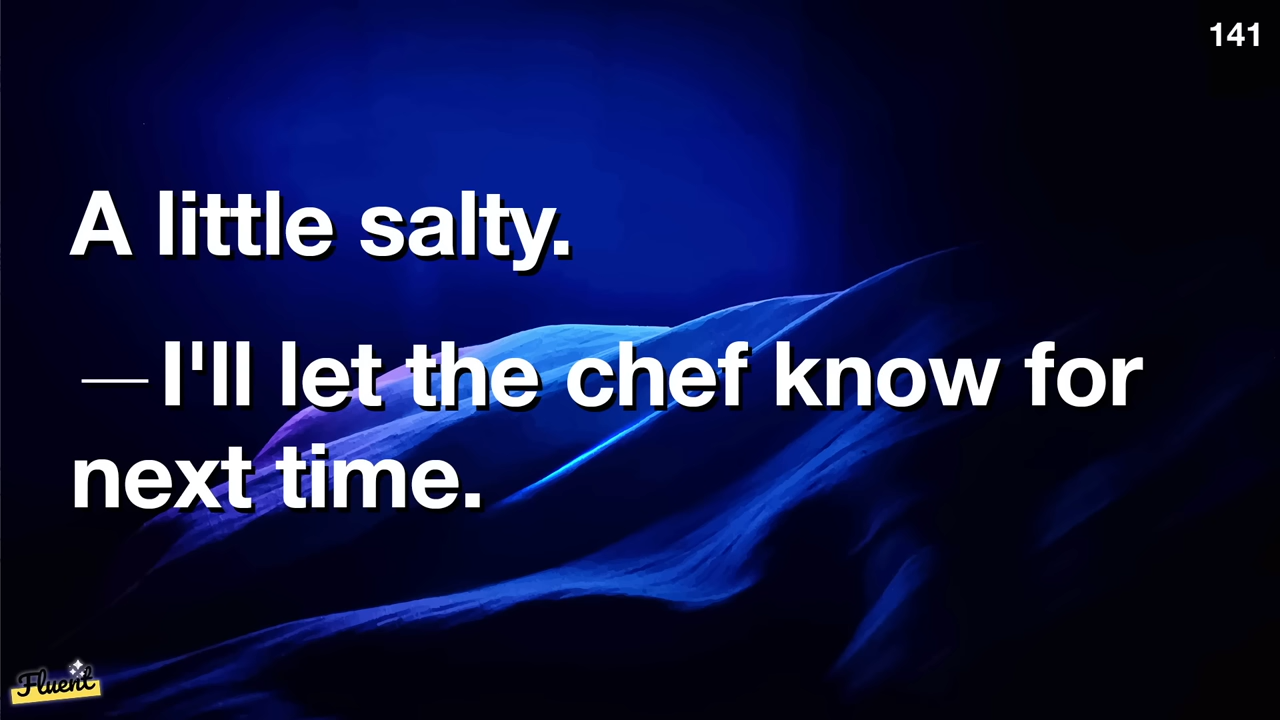 141
A little salty.
—I'll let the chef know for
next time.
Fluent